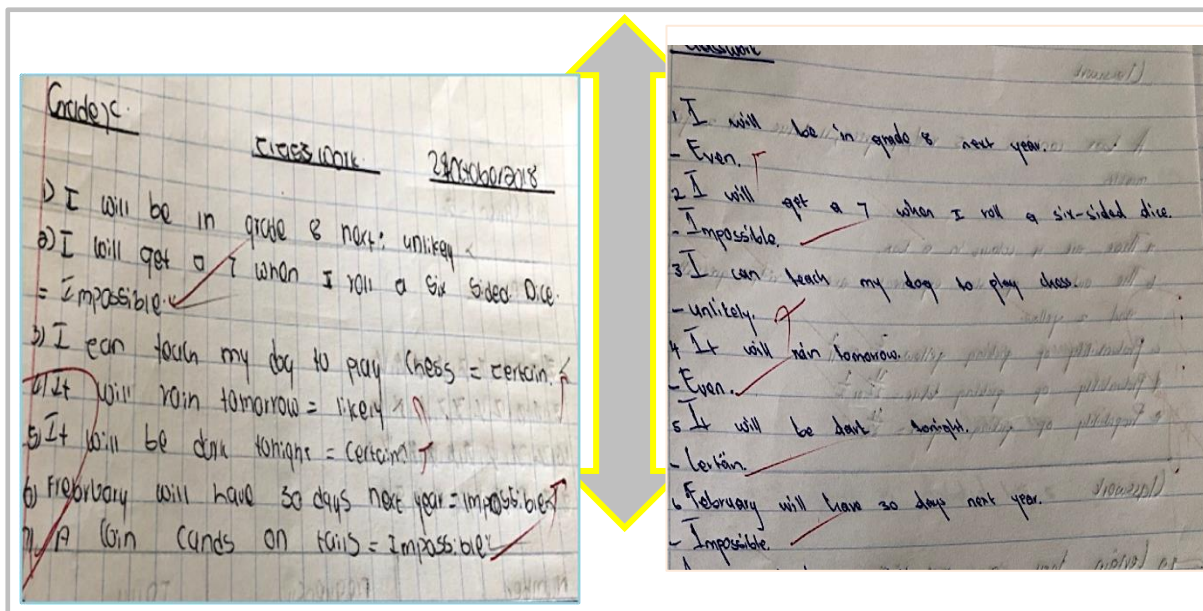 Grade 7c.
Classwork
1) I will be in grade 8 next: unlikely
2) I will get a 7 when I roll a six sided Dice.
= Impossible.
3) I can teach my dog to play chess = certain.
4) It will rain tomorrow = likely
5) It will be dark tonight = certain
6) Frebruary will have 30 days next year = impossible
7) A coin lands on tails = Impossible
Classwork
1. I will be in grade 8 next year.
- Even.
2 I will get a 7 when I roll a six-sided dice.
- Impossible.
3 I can teach my dog to play chess.
- unlikely.
4 It will rain tomorrow.
- Even.
5 It will be dark tonight.
- Certain.
6 February will have 30 days next year.
- Impossible.